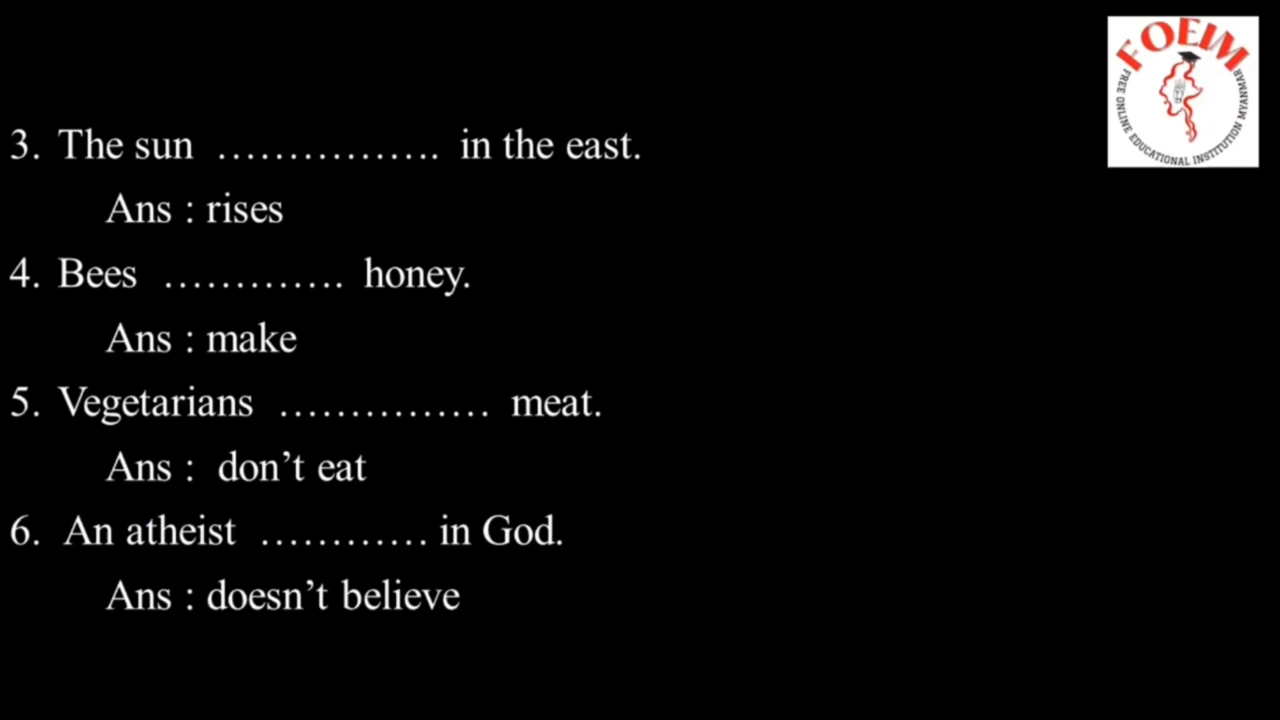 FOEIM
FREE ONLINE EDUCATIONAL INSTITUTION MYANMAR
3. The sun ……………. in the east.
Ans : rises
4. Bees …………. honey.
Ans : make
5. Vegetarians …………… meat.
Ans : don’t eat
6. An atheist ………… in God.
Ans : doesn’t believe